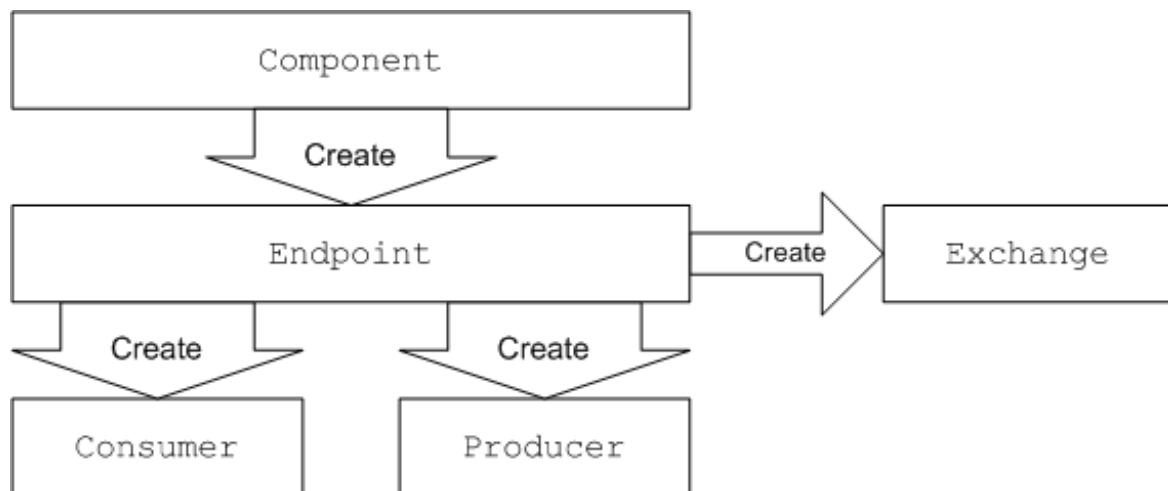 Component
Create
Endpoint
Create
Exchange
Create
Create
Consumer
Producer